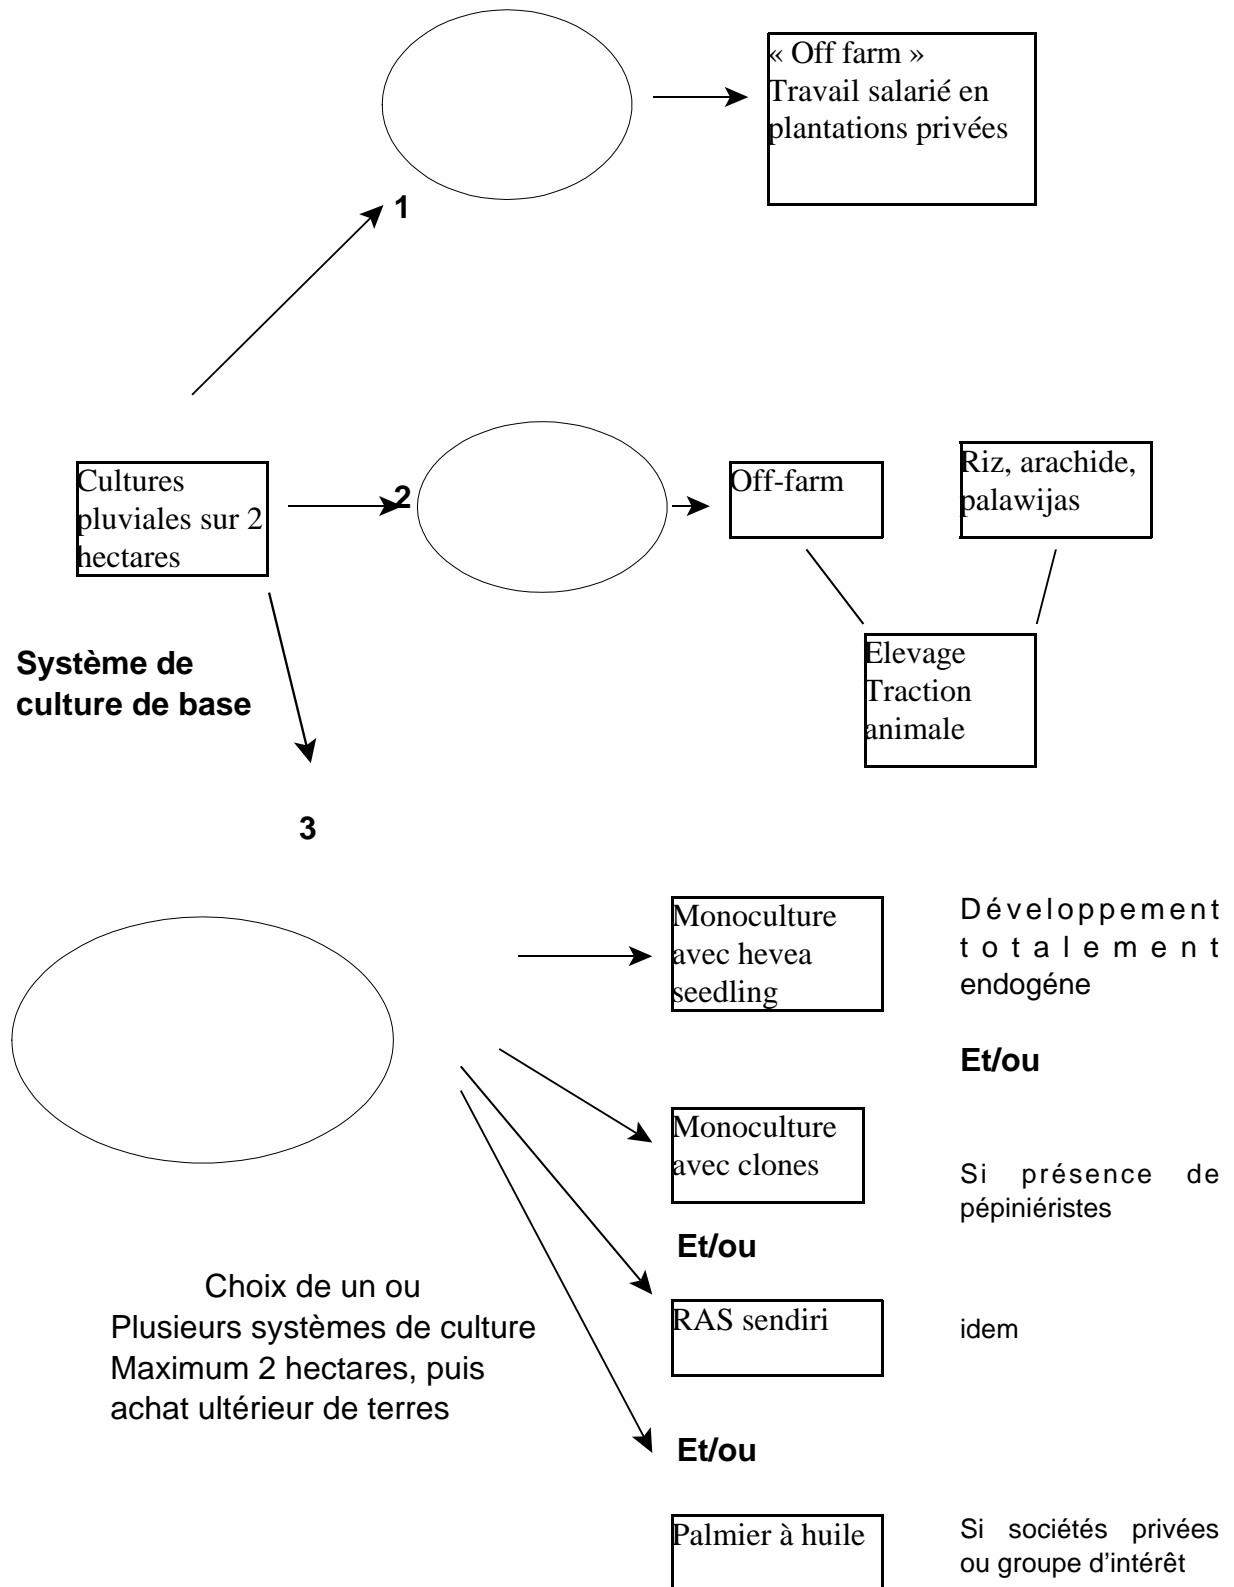 « Off farm »
Travail salarié en
plantations privées
1
Cultures
pluviales sur 2
hectares
2
Off-farm
Riz, arachide,
palawijas
Elevage
Traction
animale
Système de
culture de base
3
Monoculture
avec hevea
seedling
Développement
totalement
endogéne
Et/ou
Monoculture
avec clones
Si présence de
pépiniéristes
Et/ou
Choix de un ou
Plusieurs systèmes de culture
Maximum 2 hectares, puis
achat ultérieur de terres
RAS sendiri
idem
Et/ou
Palmier à huile
Si sociétés privées
ou groupe d'intérêt